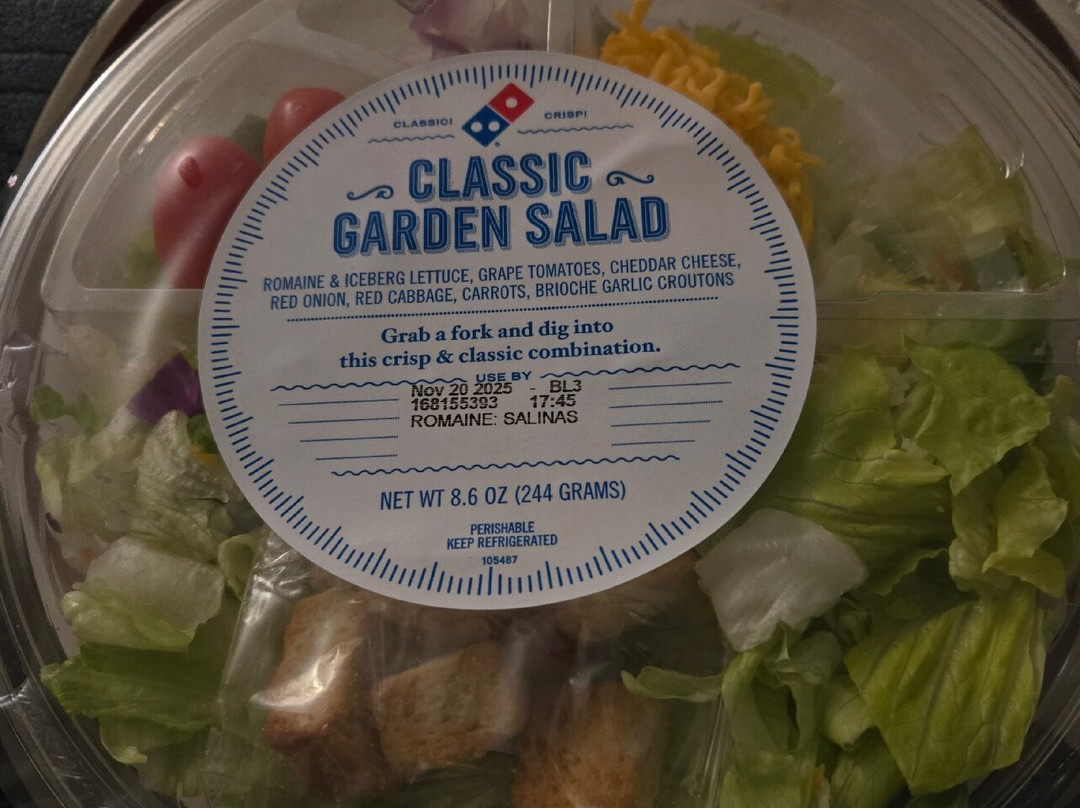 CLASSIC! CRISP!
CLASSIC
GARDEN SALAD
ROMAINE & ICEBERG LETTUCE, GRAPE TOMATOES, CHEDDAR CHEESE,
RED ONION, RED CABBAGE, CARROTS, BRIOCHE GARLIC CROUTONS
Grab a fork and dig into
this crisp & classic combination.
USE BY
Nov 20 2025 - BL3
168155393 17:45
ROMAINE: SALINAS
NET WT 8.6 OZ (244 GRAMS)
PERISHABLE
KEEP REFRIGERATED
105487